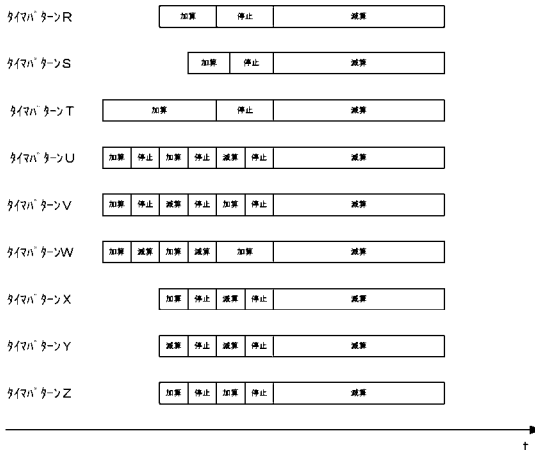 タイマパターンR 加算 停止 減算
タイマパターンS 加算 停止 減算
タイマパターンT 加算 停止 減算
タイマパターンU 加算 停止 加算 停止 減算 停止 減算
タイマパターンV 加算 停止 減算 停止 加算 停止 減算
タイマパターンW 加算 減算 加算 減算 加算 減算
タイマパターンX 加算 停止 減算 停止 減算
タイマパターンY 減算 停止 減算 停止 減算
タイマパターンZ 加算 停止 加算 停止 減算
t